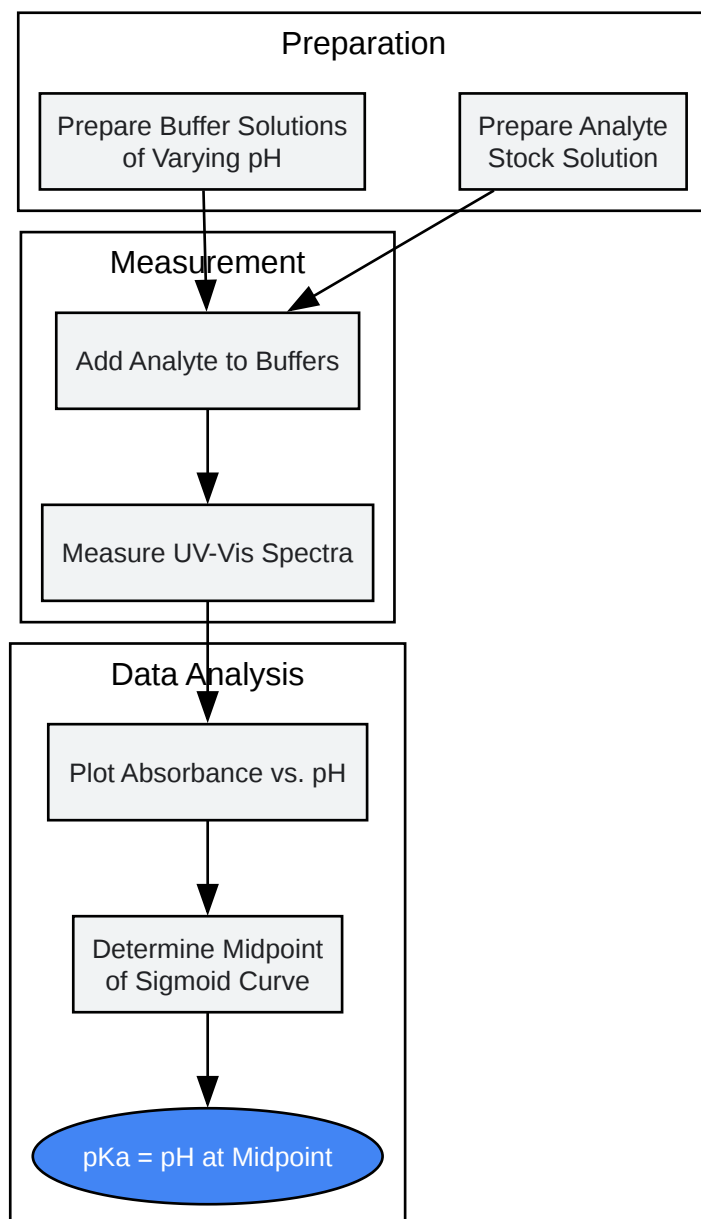 Preparation
Prepare Buffer Solutions
of Varying pH
Prepare Analyte
Stock Solution
Measurement
Add Analyte to Buffers
Measure UV-Vis Spectra
Data Analysis
Plot Absorbance vs. pH
Determine Midpoint
of Sigmoid Curve
pKa = pH at Midpoint